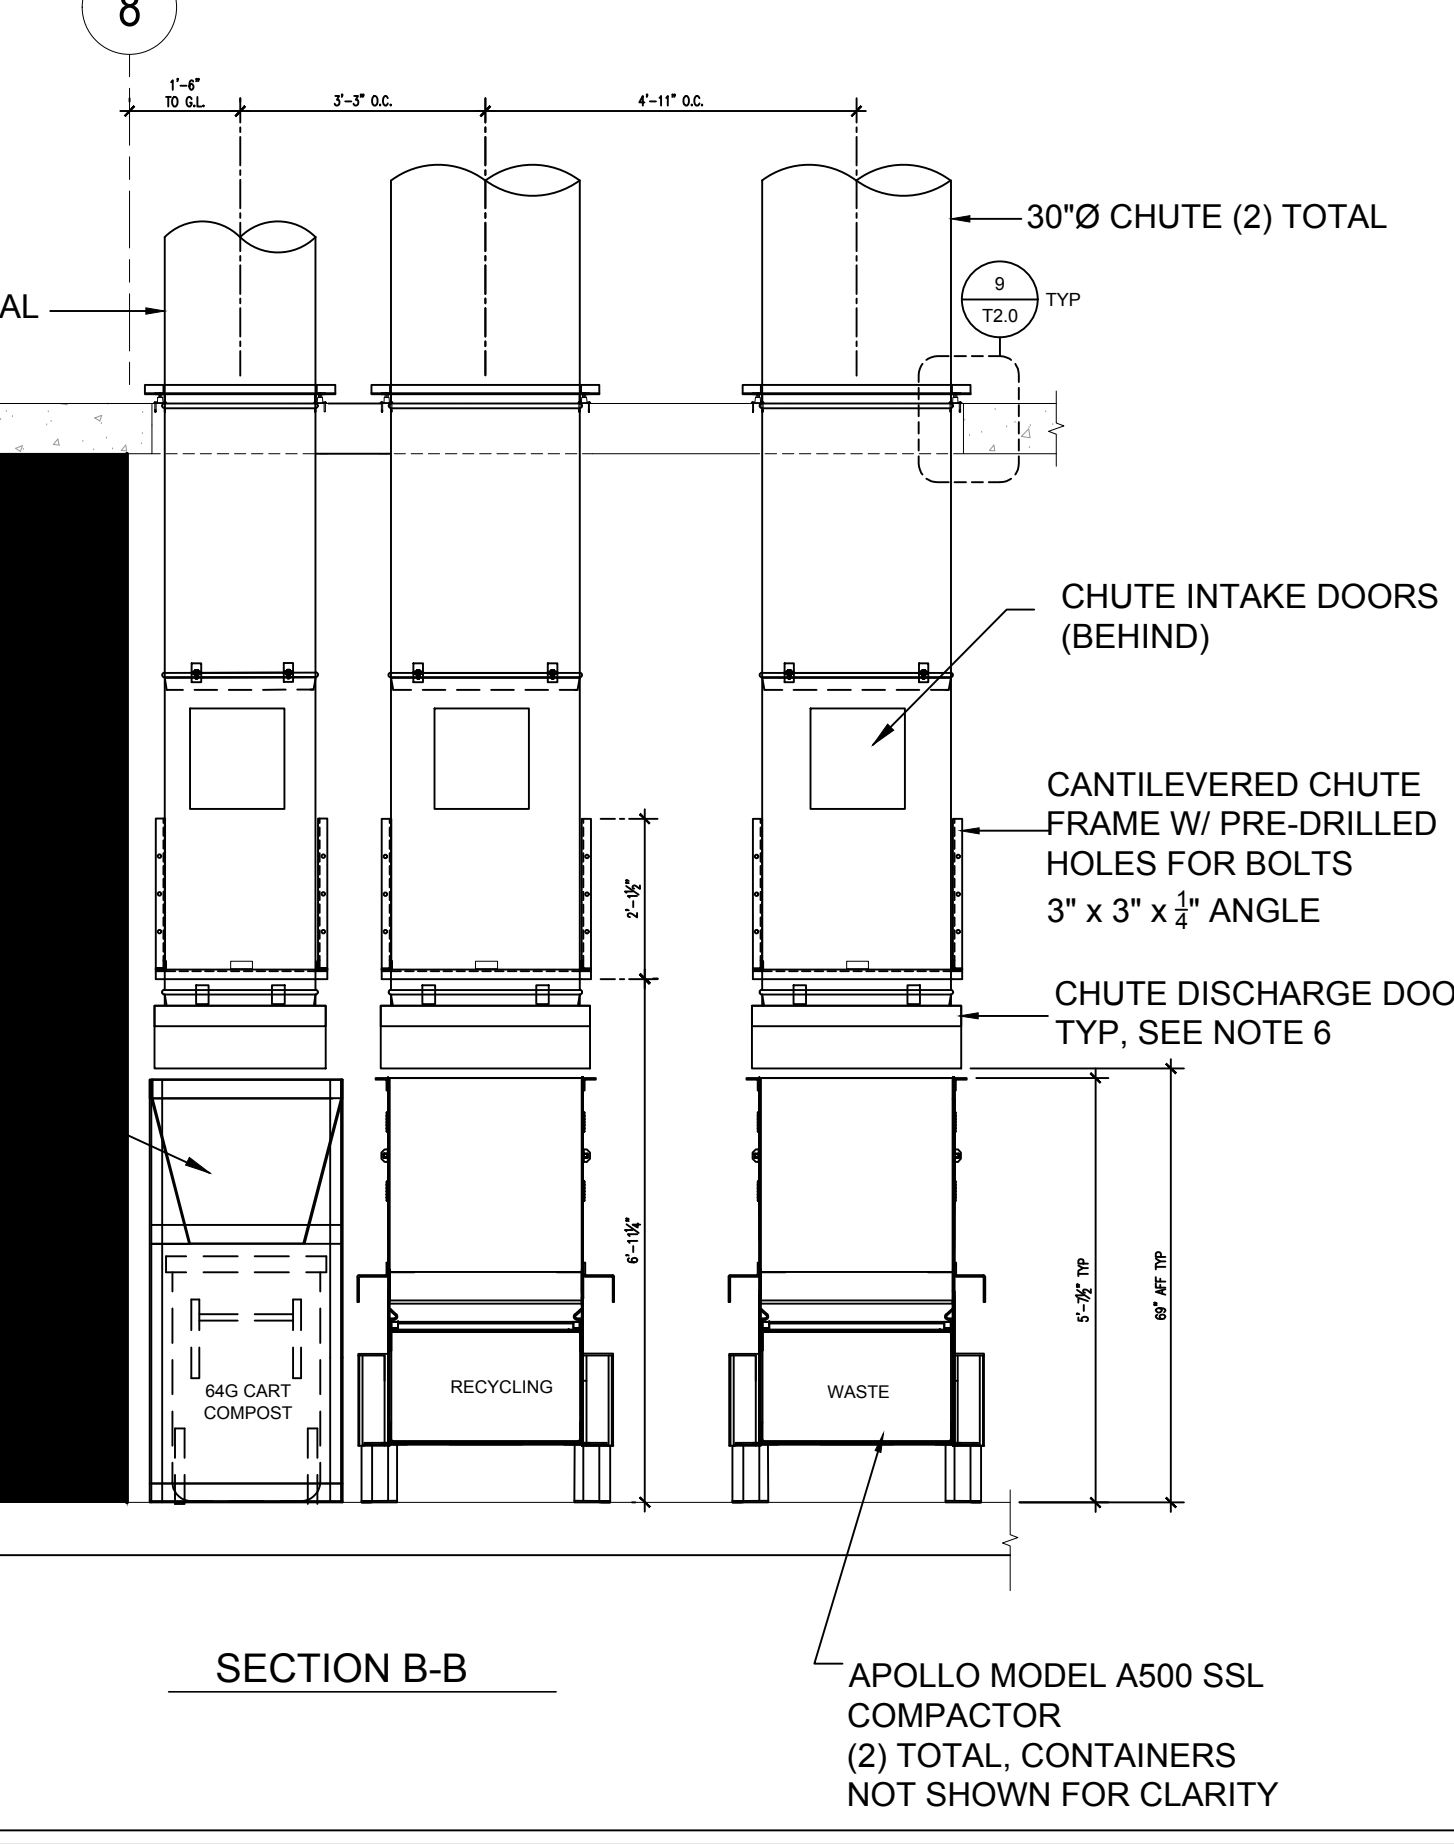 8
1'-6"
TO G.L.
3'-3" O.C.
4'-11" O.C.
30"Ø CHUTE (2) TOTAL
9
T2.0
TYP
AL
CHUTE INTAKE DOORS
(BEHIND)
CANTILEVERED CHUTE
FRAME W/ PRE-DRILLED
HOLES FOR BOLTS
3" x 3" x 1/4" ANGLE
2'-1½"
CHUTE DISCHARGE DOO
TYP, SEE NOTE 6
6'-11¼"
5'-7½" TYP
69" AFF TYP
64G CART
COMPOST
RECYCLING
WASTE
SECTION B-B
APOLLO MODEL A500 SSL
COMPACTOR
(2) TOTAL, CONTAINERS
NOT SHOWN FOR CLARITY